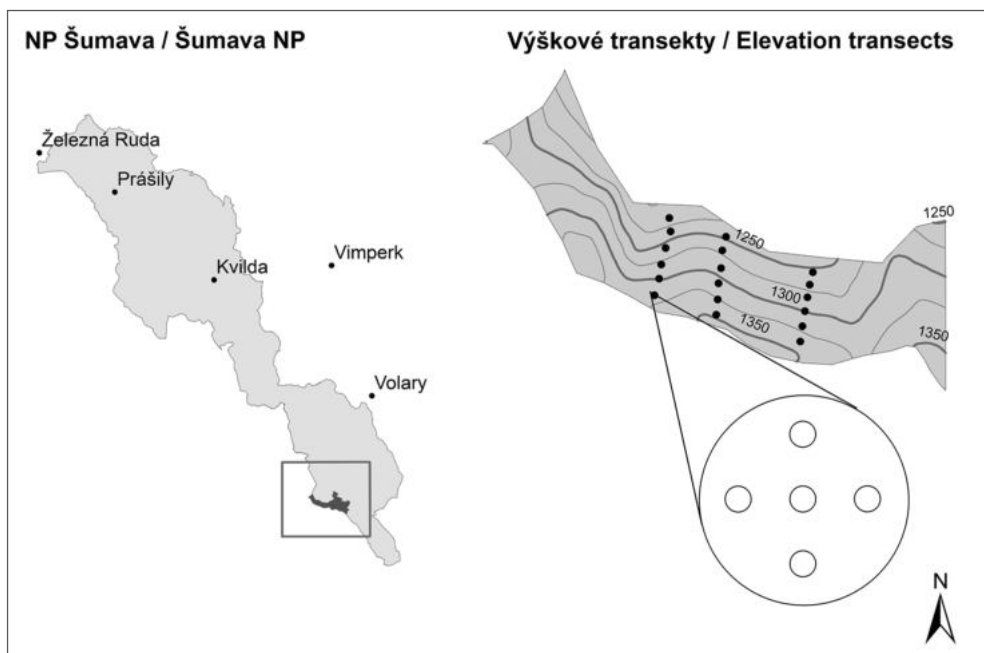 NP Šumava / Šumava NP
Výškové transekty / Elevation transects
Železná Ruda
Prášily
Kvilda
Vimperk
Volary
1250
1250
1300
1350
1350
N